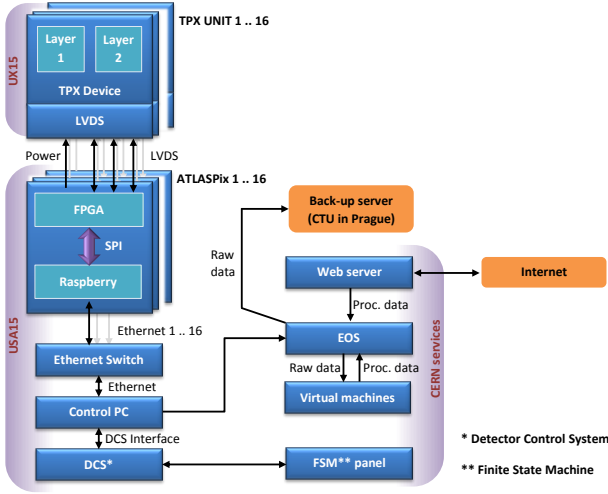 TPX UNIT 1 .. 16
Layer
1
Layer
2
TPX Device
UX15
LVDS
Power
LVDS
ATLASPix 1 .. 16
FPGA
SPI
Raspberry
Ethernet 1 .. 16
USA15
Ethernet Switch
Ethernet
Control PC
DCS Interface
DCS*
Back-up server
(CTU in Prague)
Raw
data
Web server
Internet
Proc. data
EOS
Raw data
Proc. data
Virtual machines
CERN services
FSM** panel
* Detector Control System
** Finite State Machine